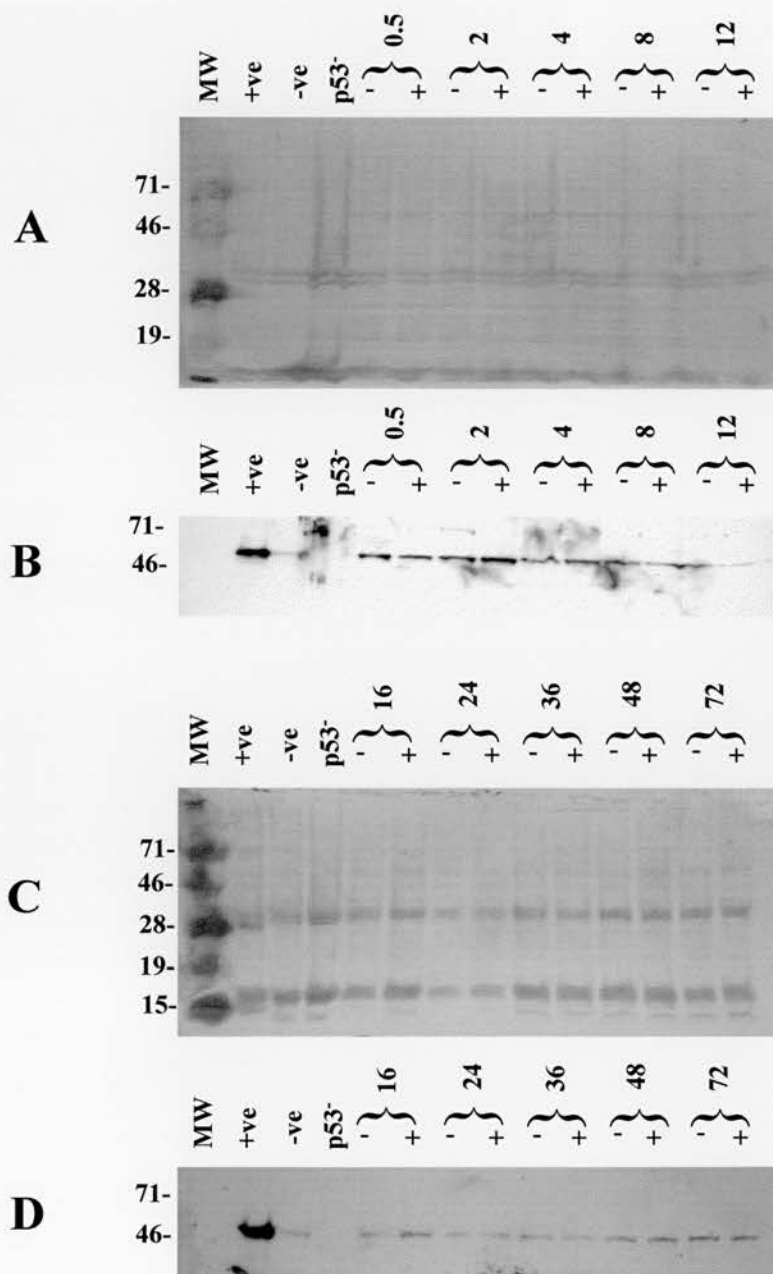 0.5 2 4 8 12
MW +ve -ve p53- - + - + - + - + - +
A
71-
46-
28-
19-
0.5 2 4 8 12
MW +ve -ve p53- - + - + - + - + - +
B
71-
46-
16 24 36 48 72
MW +ve -ve p53- - + - + - + - + - +
C
71-
46-
28-
19-
15-
16 24 36 48 72
MW +ve -ve p53- - + - + - + - + - +
D
71-
46-